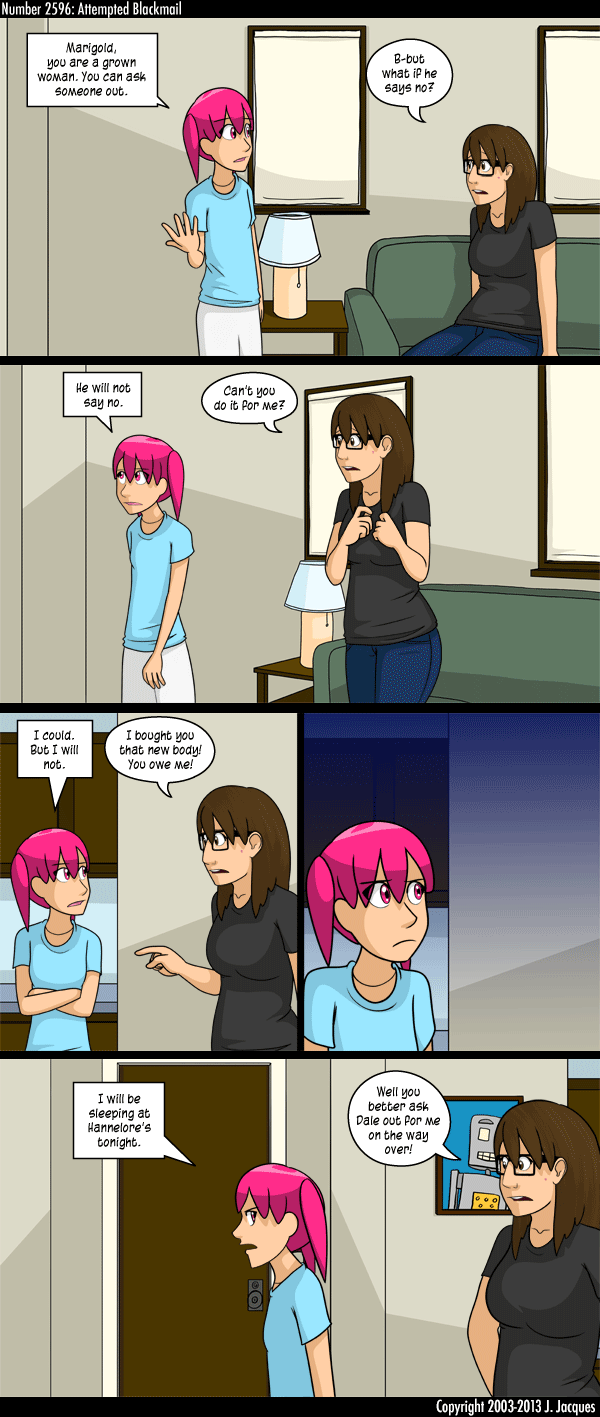 Number 2596: Attempted Blackmail
Marigold,
you are a grown
woman. You can ask
someone out.
B-but
what if he
says no?
He will not
say no.
Can't you
do it for me?
I could.
But I will
not.
I bought you
that new body!
You owe me!
I will be
sleeping at
Hannelore's
tonight.
Well you
better ask
Dale out for me
on the way
over!
Copyright 2003-2013 J. Jacques